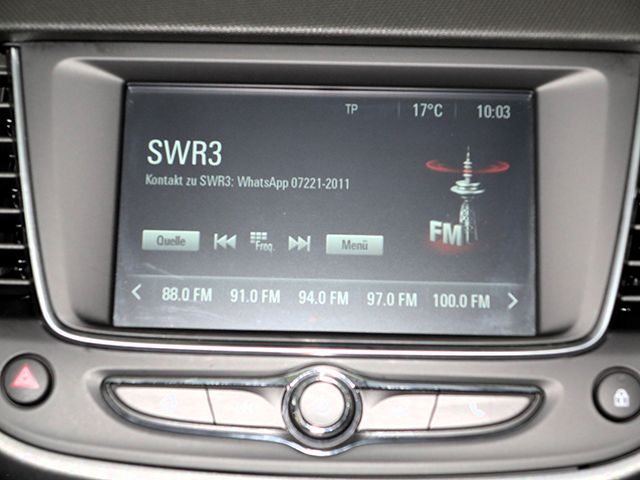 TP 17°C 10:03
SWR3
Kontakt zu SWR3: WhatsApp 07221-2011
FM
Quelle Freq. Menü
88.0 FM 91.0 FM 94.0 FM 97.0 FM 100.0 FM